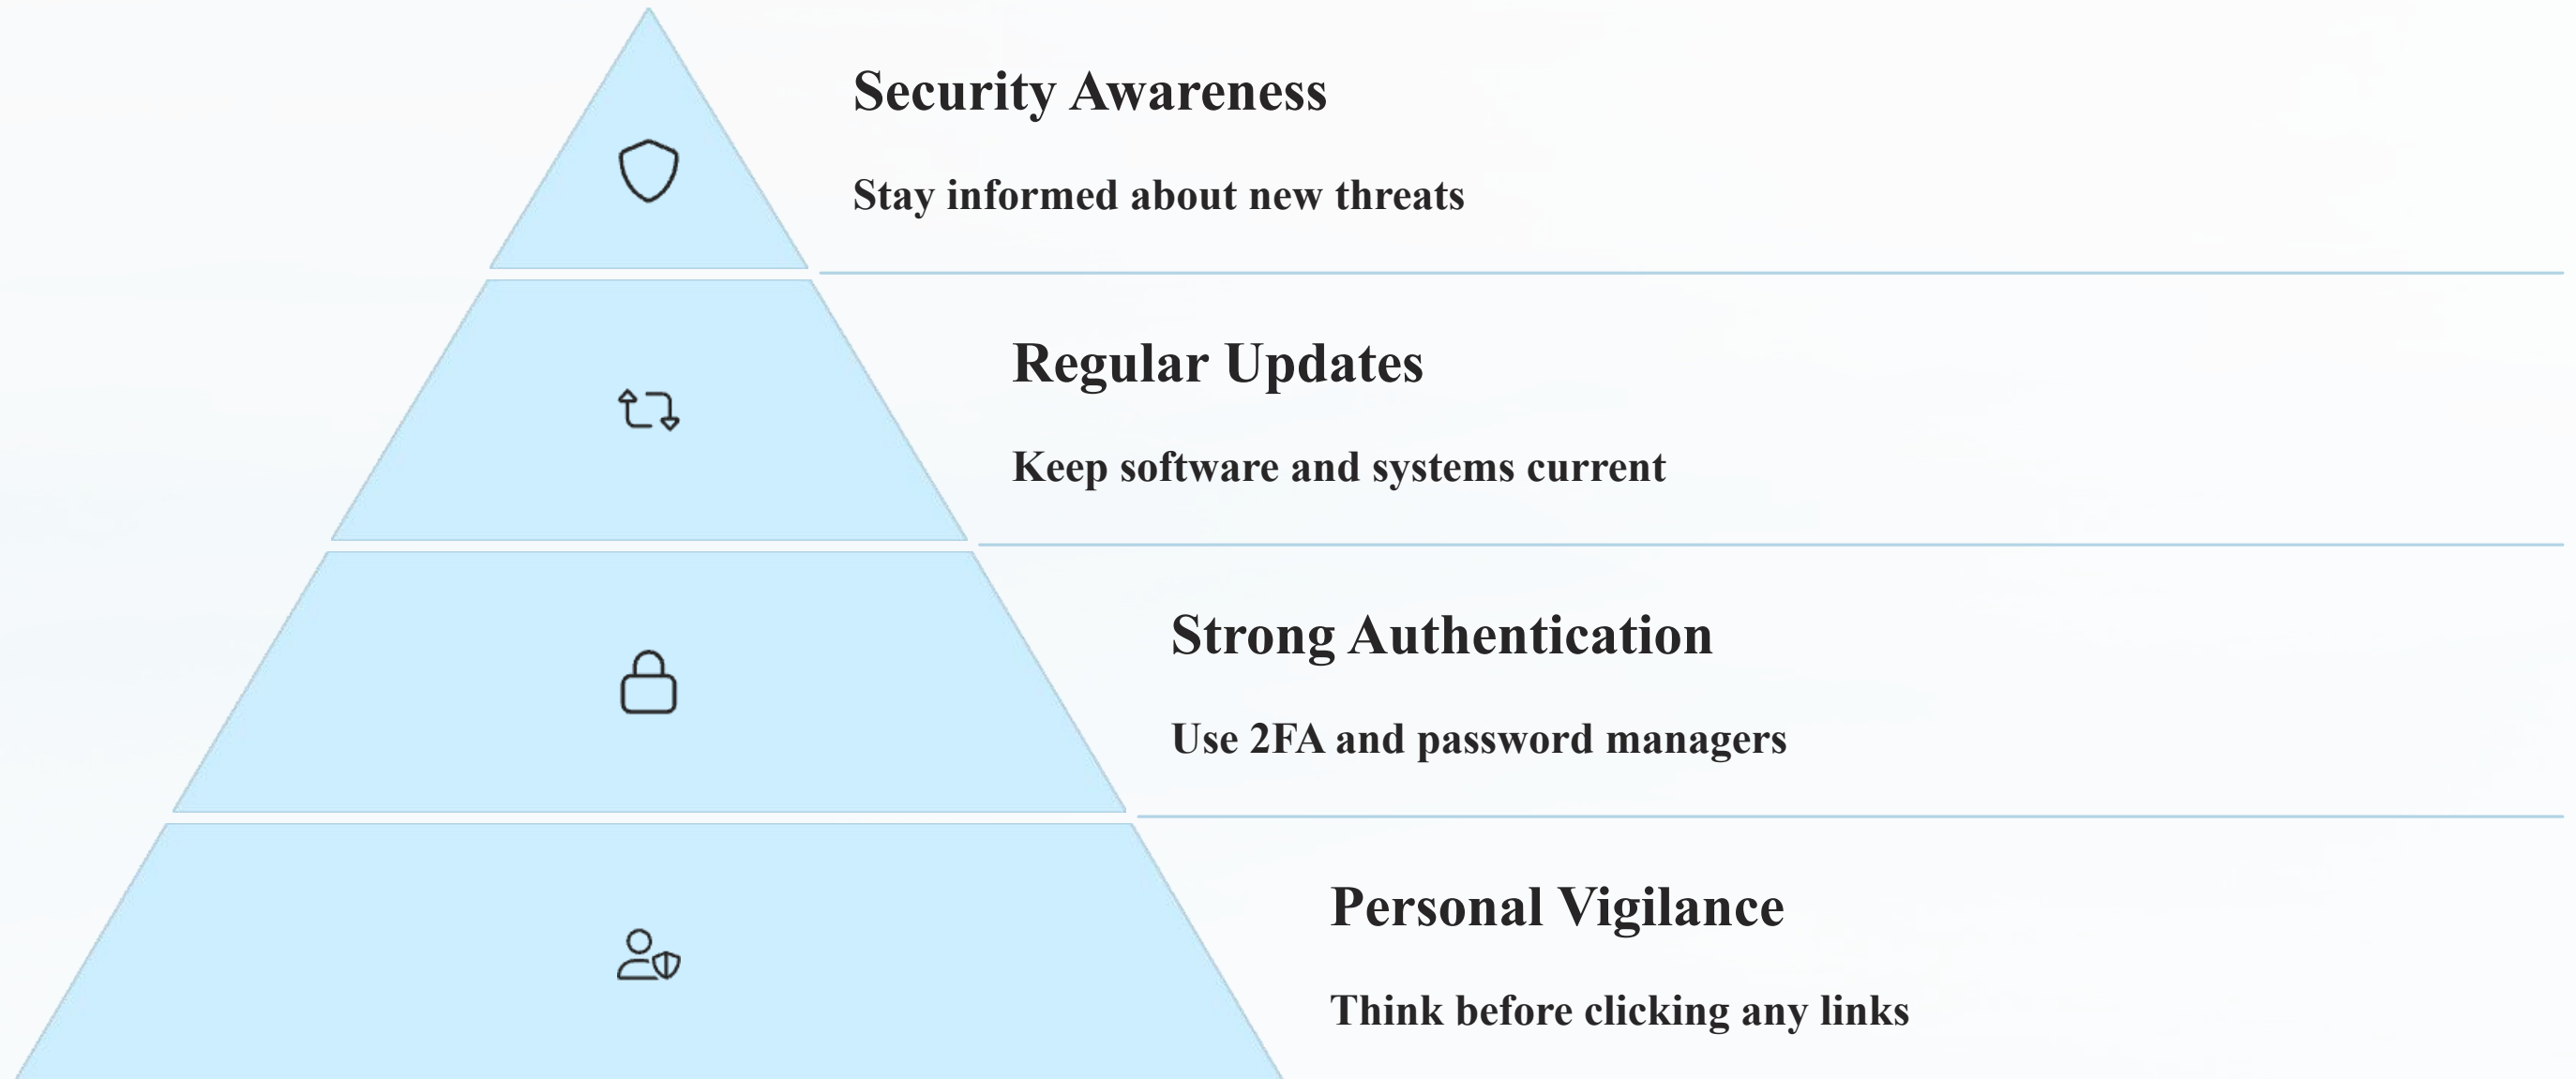 Security Awareness
Stay informed about new threats
Regular Updates
Keep software and systems current
Strong Authentication
Use 2FA and password managers
Personal Vigilance
Think before clicking any links